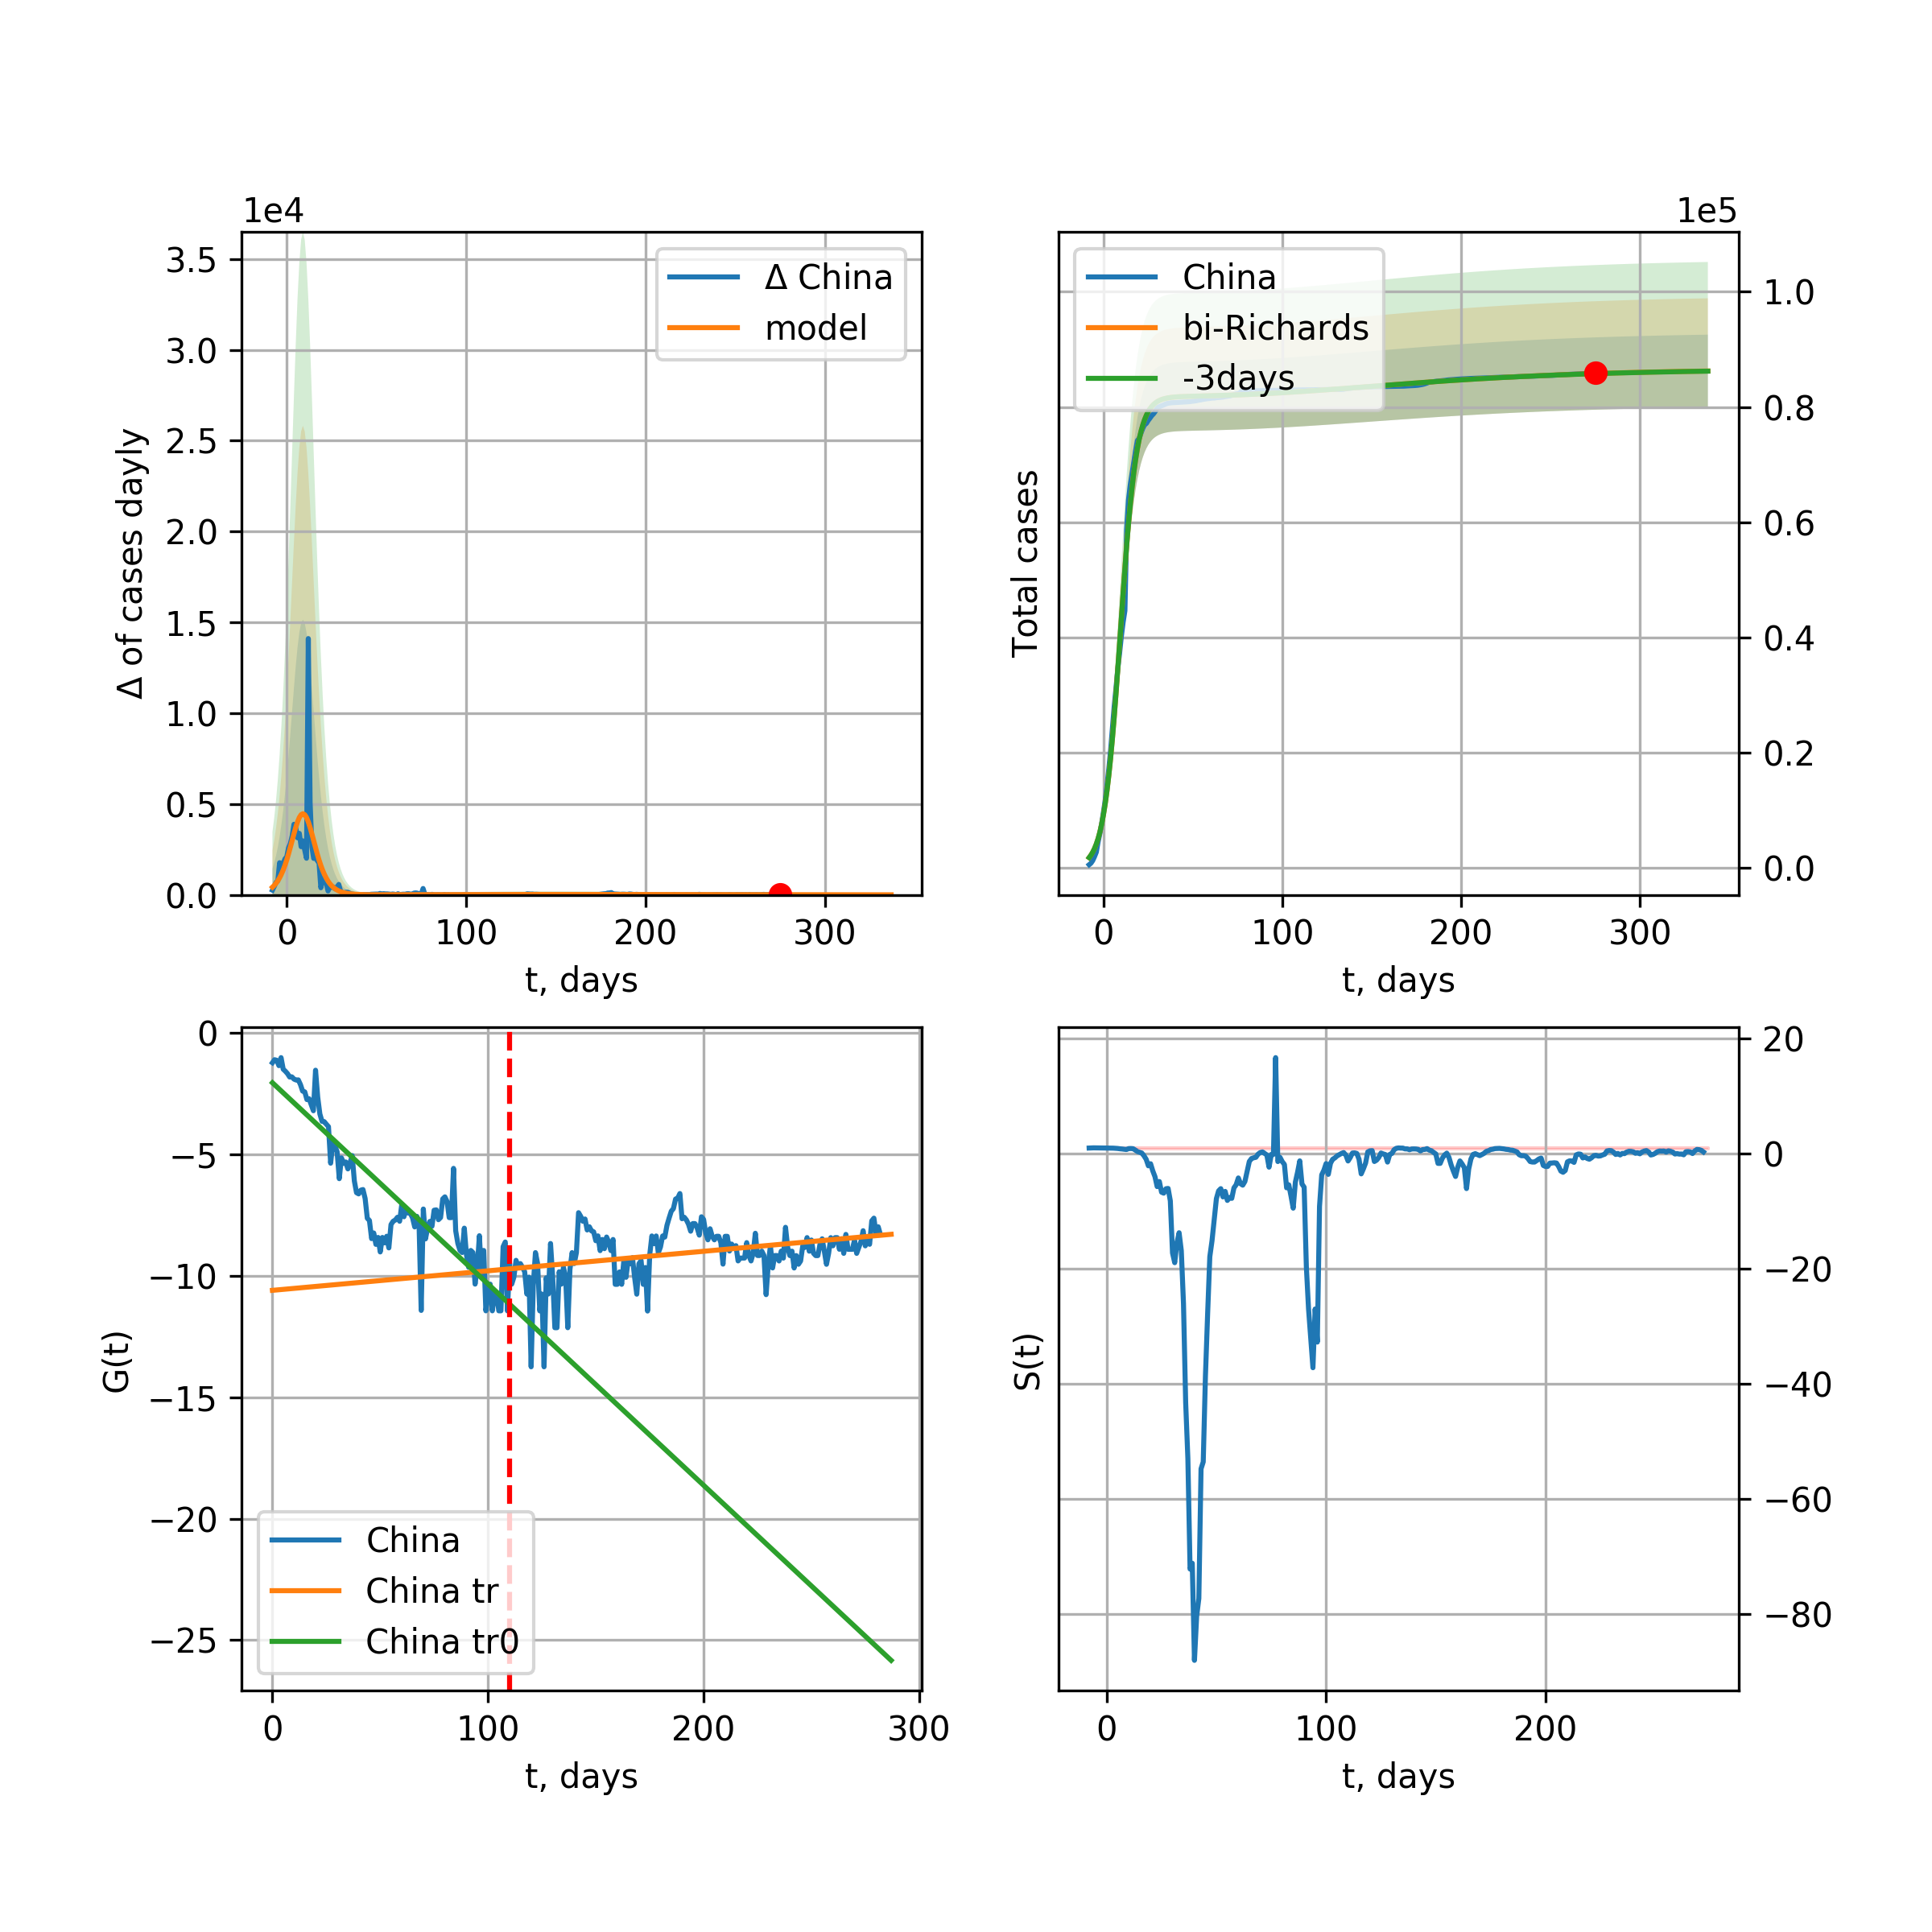 1e4
3.5
3.0
2.5
2.0
1.5
1.0
0.5
0.0
Δ of cases dayly
Δ China
model
0 100 200 300
t, days
1e5
China
bi-Richards
-3days
Total cases
1.0
0.8
0.6
0.4
0.2
0.0
0 100 200 300
t, days
0
−5
−10
−15
−20
−25
G(t)
China
China tr
China tr0
0 100 200 300
t, days
S(t)
20
0
−20
−40
−60
−80
0 100 200
t, days